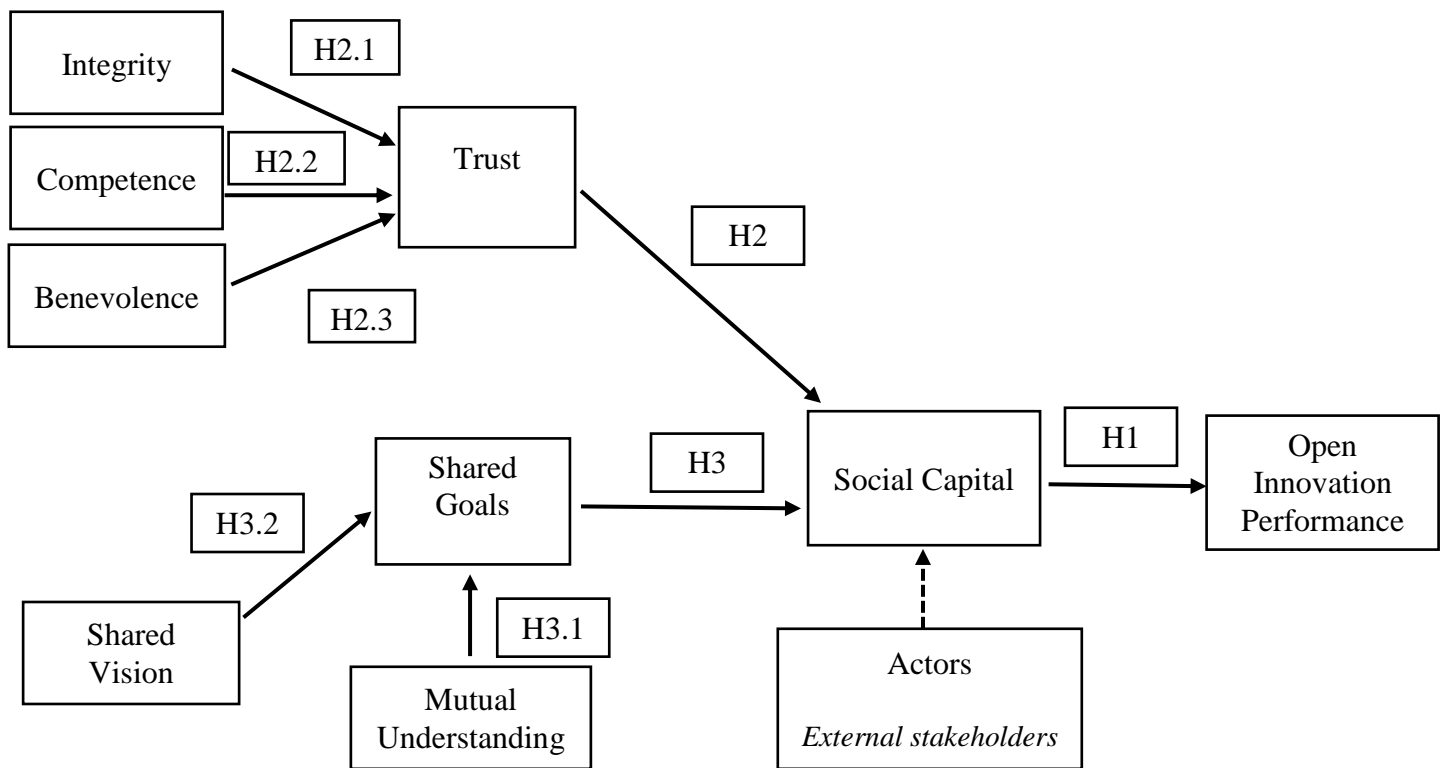 Integrity
H2.1
Competence
H2.2
Trust
Benevolence
H2.3
H2
Shared
Goals
H3
Social Capital
H1
Open
Innovation
Performance
H3.2
Shared
Vision
H3.1
Mutual
Understanding
Actors
External stakeholders